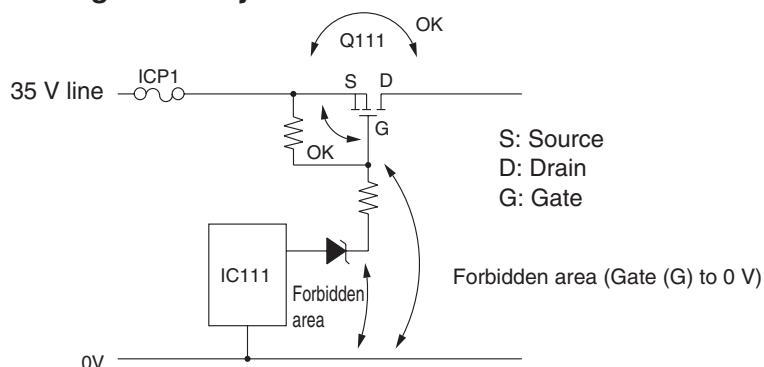 OK
Q111
ICP1
35 V line
S D
G
OK
S: Source
D: Drain
G: Gate
IC111
Forbidden
area
Forbidden area (Gate (G) to 0 V)
0V